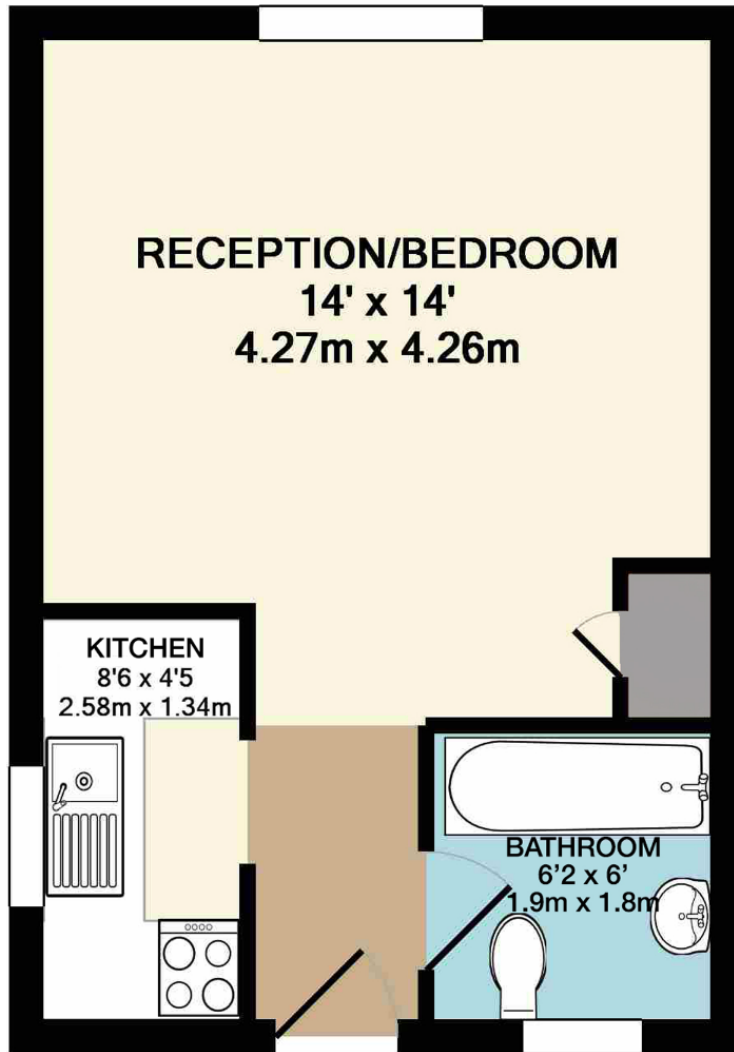 RECEPTION/BEDROOM
14' x 14'
4.27m x 4.26m
KITCHEN
8'6 x 4'5
2.58m x 1.34m
BATHROOM
6'2 x 6'
1.9m x 1.8m